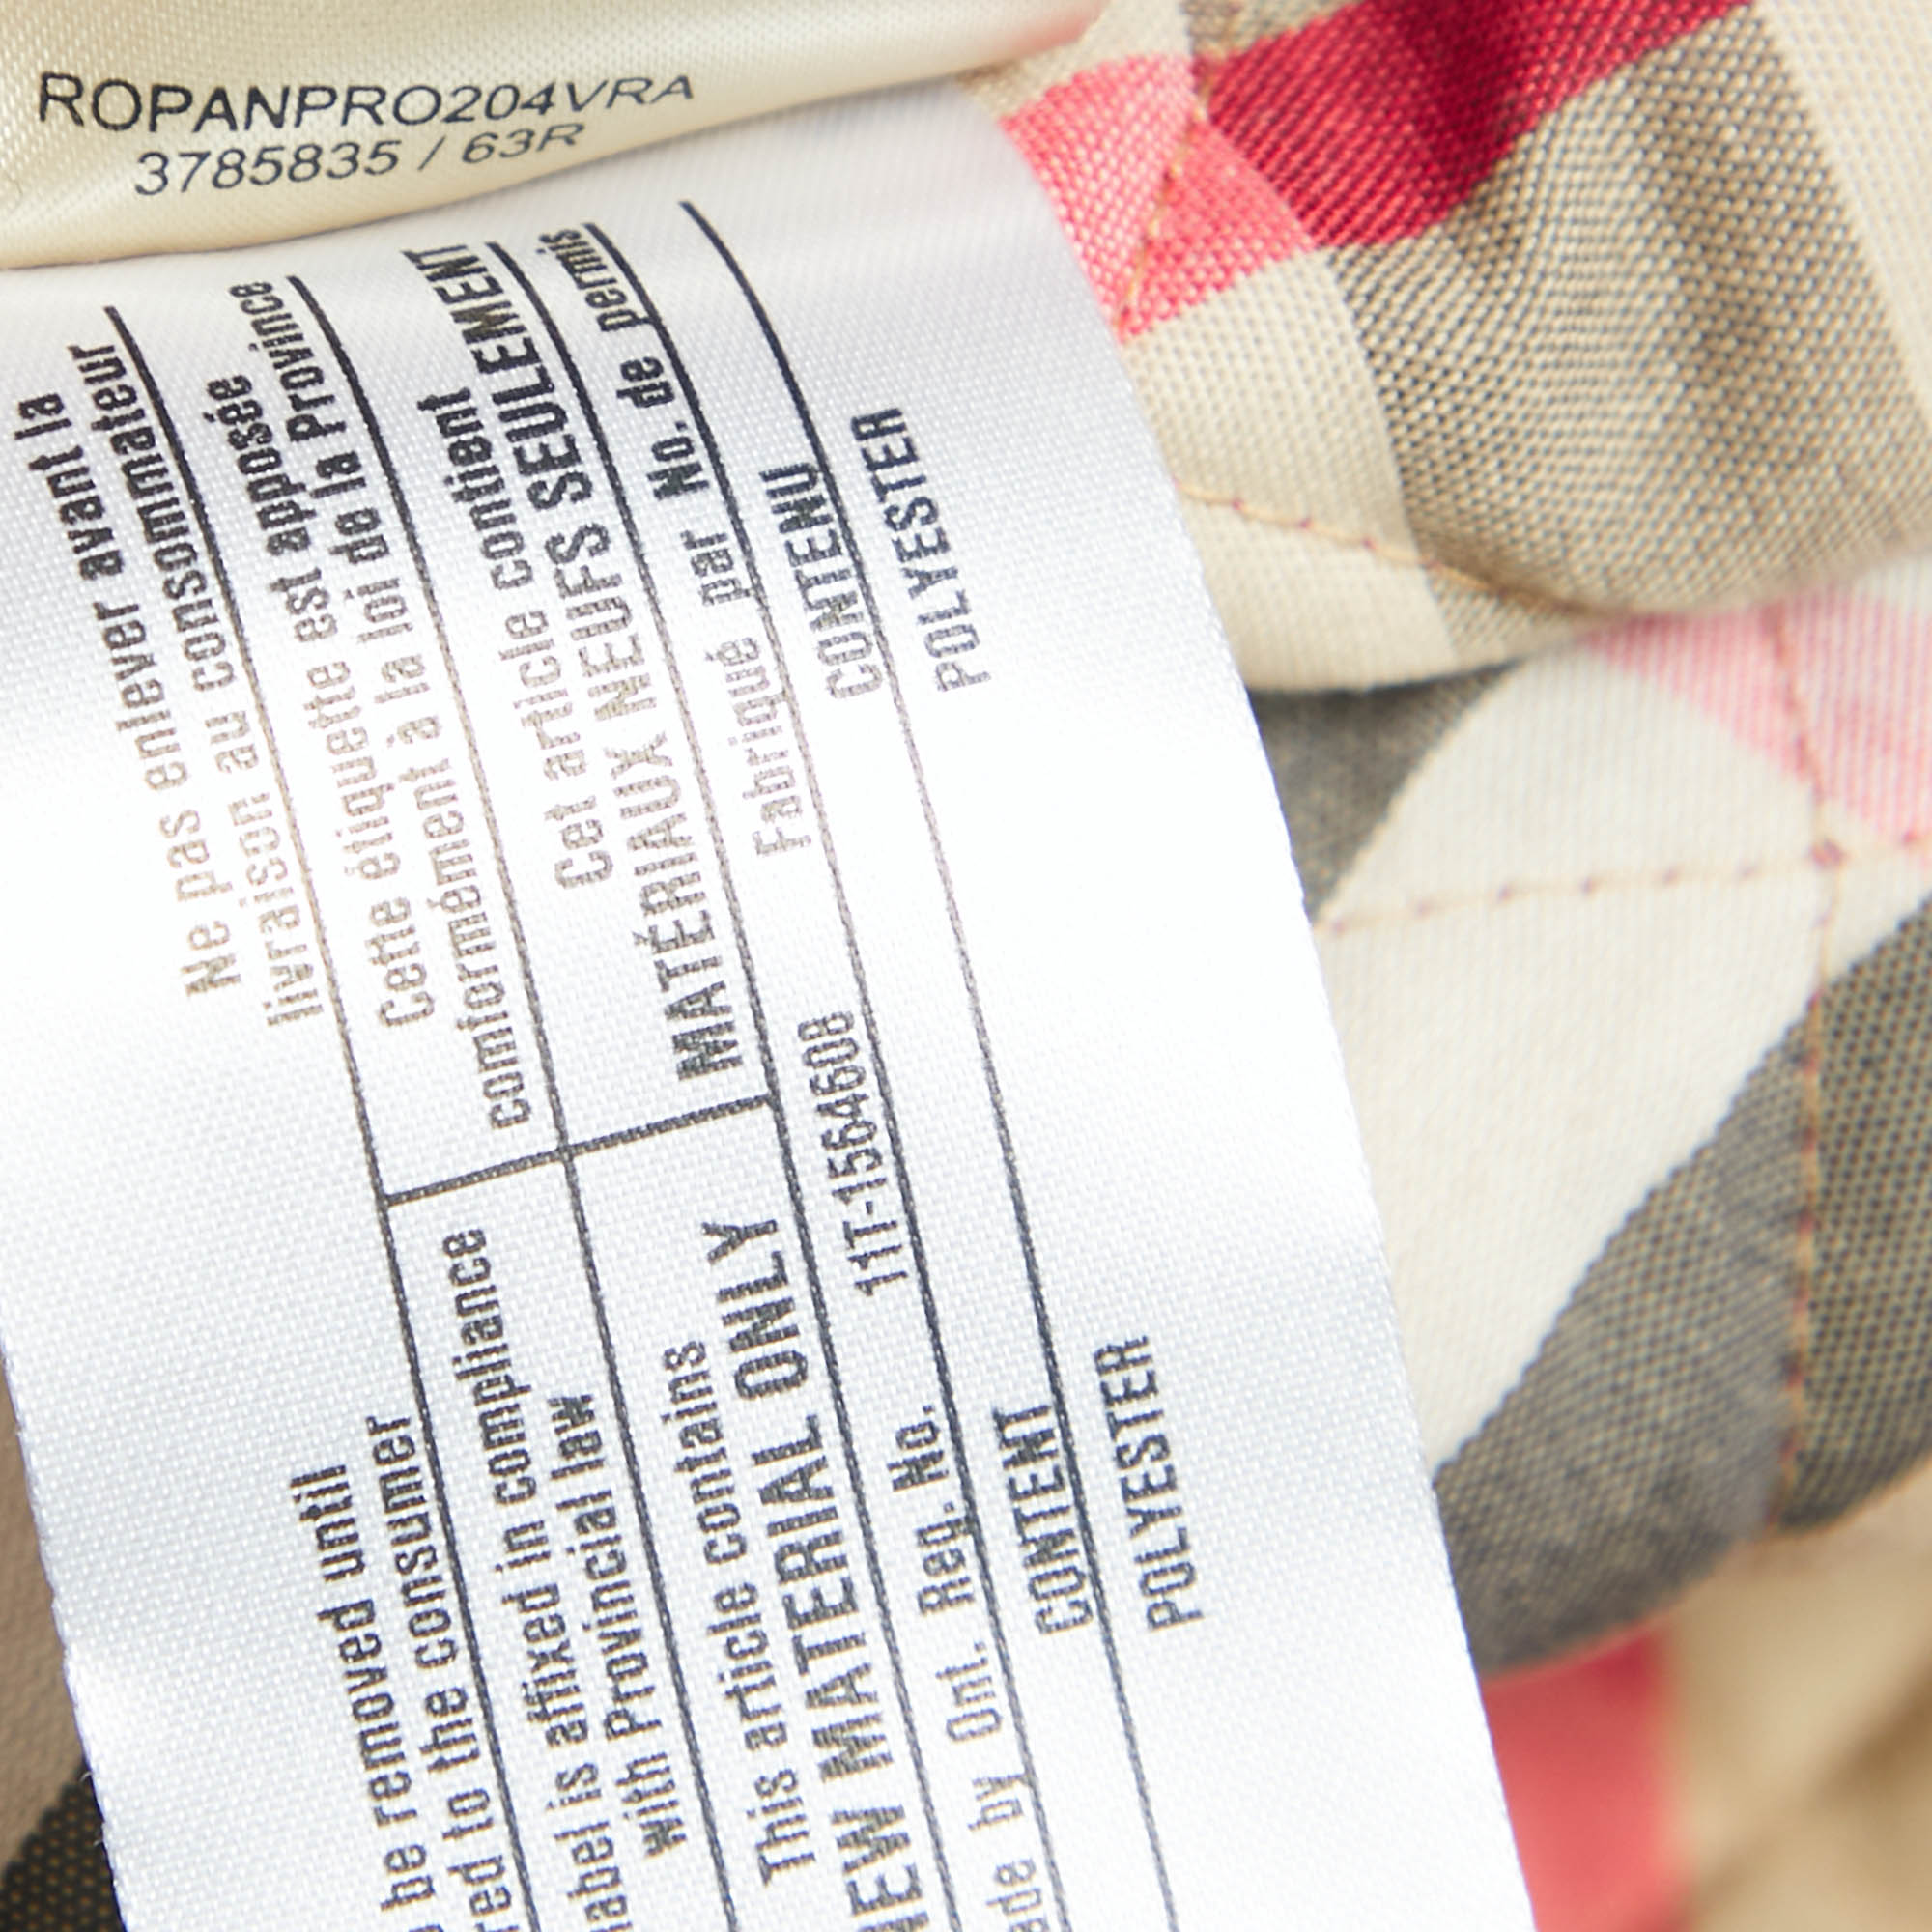 ROPANPRO204VRA
3785835 / 63R
Ne pas enlever avant la
livraison au consommateur
Cette étiquette est apposée
comformément à la loi de la Province
Cet article contient
MATÉRIAUX NEUFS SEULEMENT
Fabriqué par No. de permis
CONTENU
POLYESTER
be removed until
red to the consumer
label is affixed in compliance
with Provincial law
This article contains
NEW MATERIAL ONLY
ade by Ont. Reg. No. 11T-1564608
CONTENT
POLYESTER